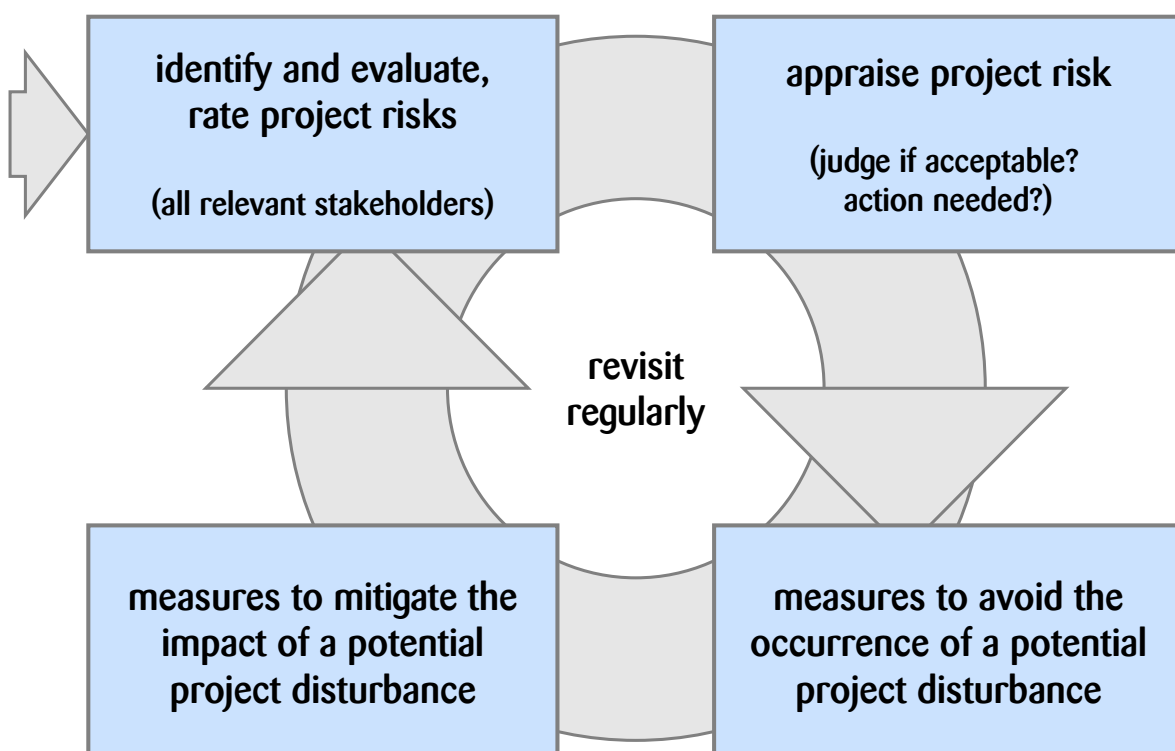 identify and evaluate,
rate project risks
(all relevant stakeholders)
appraise project risk
(judge if acceptable?
action needed?)
revisit
regularly
measures to mitigate the
impact of a potential
project disturbance
measures to avoid the
occurrence of a potential
project disturbance